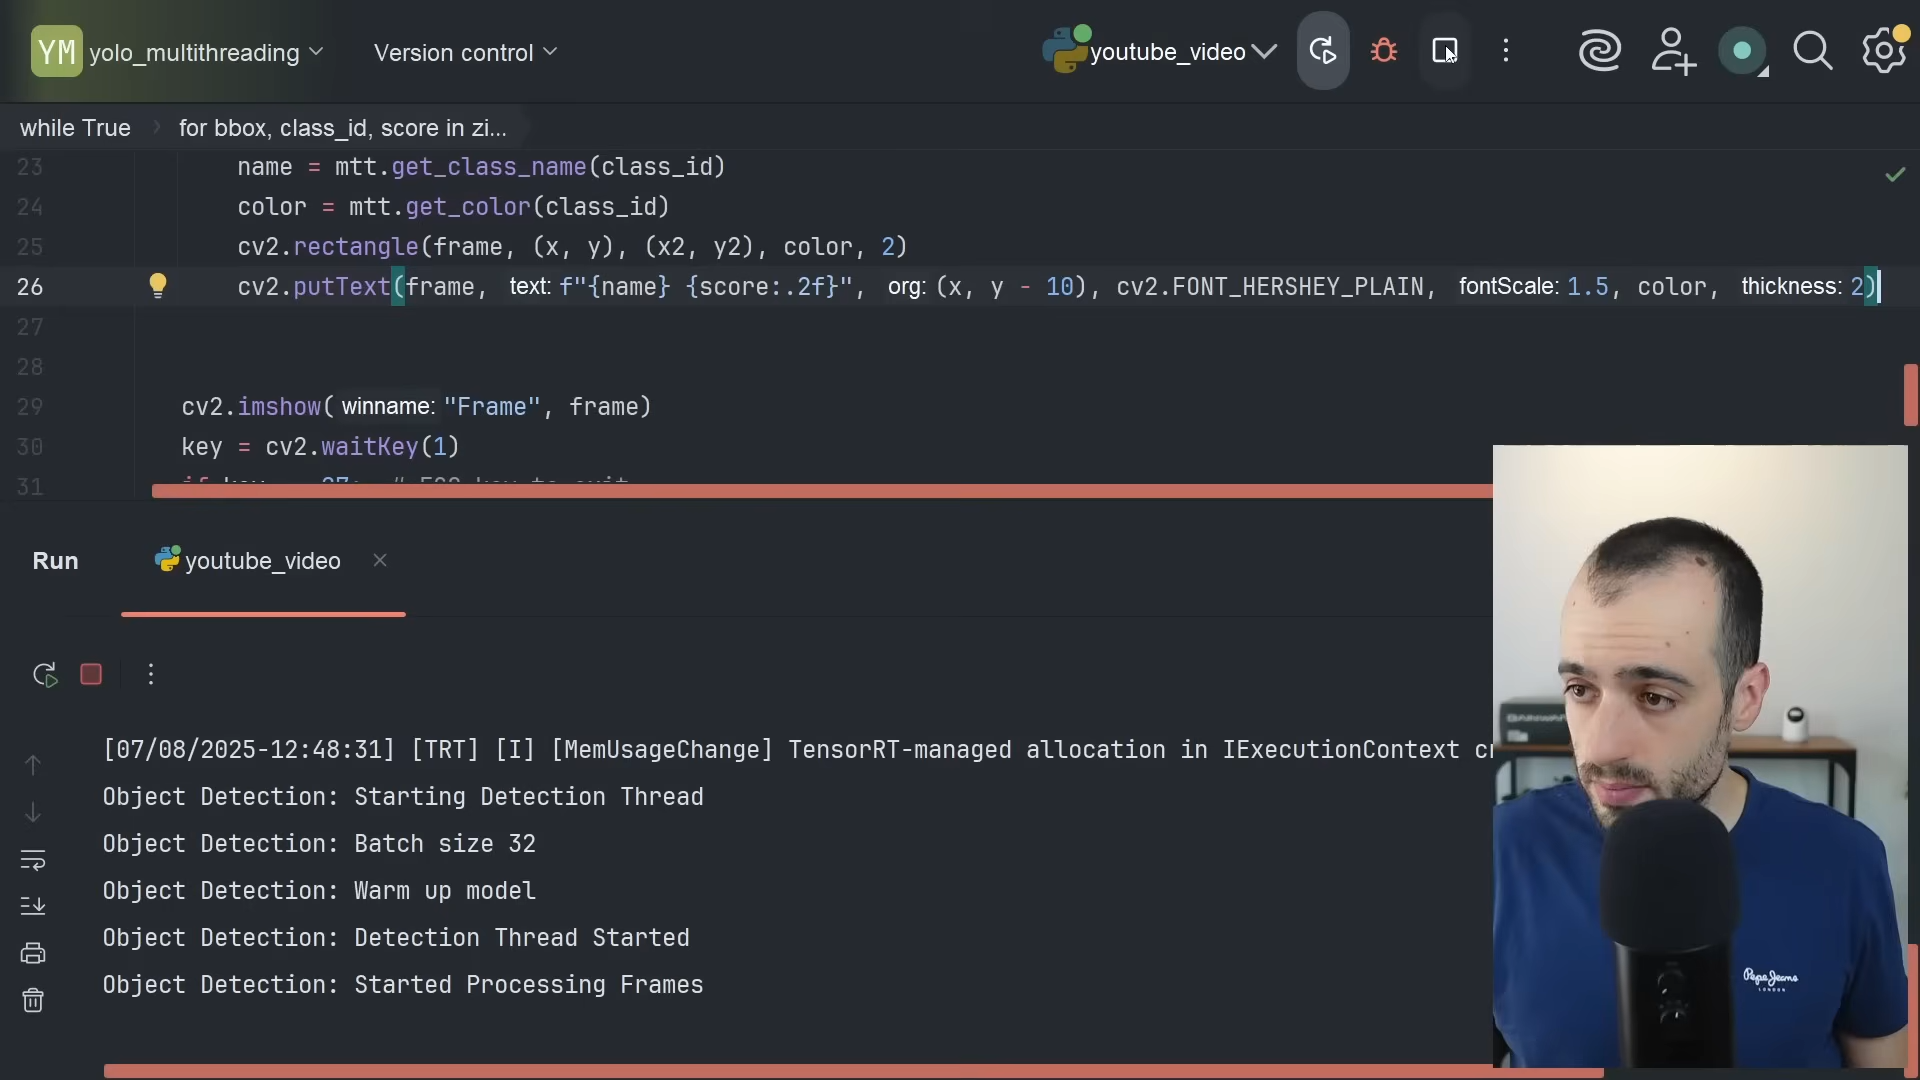 YM yolo_multithreading Version control youtube_video
while True for bbox, class_id, score in zi...
23 name = mtt.get_class_name(class_id)
24 color = mtt.get_color(class_id)
25 cv2.rectangle(frame, (x, y), (x2, y2), color, 2)
26 cv2.putText(frame, text: f"{name} {score:.2f}", org: (x, y - 10), cv2.FONT_HERSHEY_PLAIN, fontScale: 1.5, color, thickness: 2)
27
28
29 cv2.imshow( winname: "Frame", frame)
30 key = cv2.waitKey(1)
31
Run youtube_video
[07/08/2025-12:48:31] [TRT] [I] [MemUsageChange] TensorRT-managed allocation in IExecutionContext
Object Detection: Starting Detection Thread
Object Detection: Batch size 32
Object Detection: Warm up model
Object Detection: Detection Thread Started
Object Detection: Started Processing Frames
Pepe Jeans
LONDON